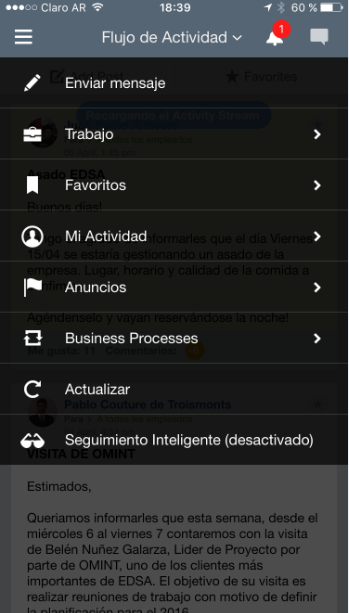 Claro AR 18:39 60 %
Flujo de Actividad 1
Enviar mensaje
Add Post Favorites
Recargando el Activity Stream
Trabajo
Asado EDSA
Favoritos
Buenos días!
Mi Actividad
informarles que el día Viernes
15/04 se estaría gestionando un asado de la
empresa. Lugar, horario y calidad de la comida a
Anuncios
Agendenselo y vayan reservándose la noche!
Business Processes
Me gusta: 11 Comentarios:
Actualizar
Pablo Couture de Troismonts
Seguimiento Inteligente (desactivado)
VISITA DE OMINT
Estimados,
Queriamos informarles que esta semana, desde el
miércoles 6 al viernes 7 contaremos con la visita
de Belén Nuñez Galarza, Lider de Proyecto por
parte de OMINT, uno de los clientes más
importantes de EDSA. El objetivo de su visita es
realizar reuniones de trabajo con motivo de definir
la planificación para el 2016